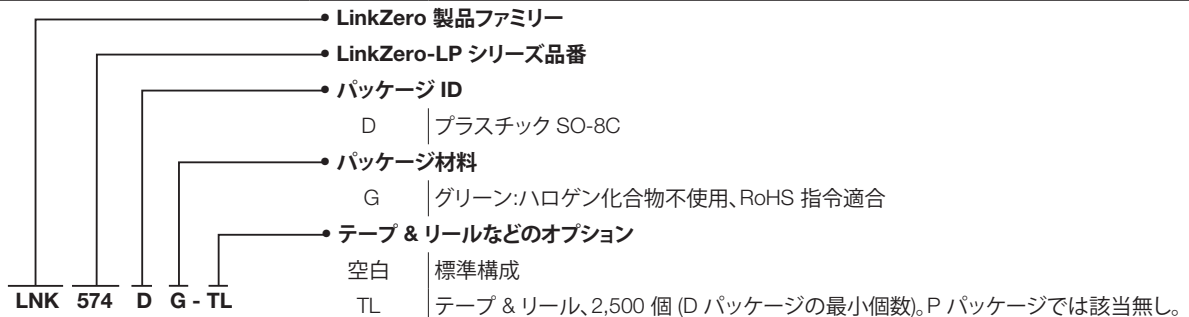 • LinkZero 製品ファミリー
• LinkZero-LP シリーズ品番
• パッケージ ID
D プラスチック SO-8C
• パッケージ材料
G グリーン:ハロゲン化合物不使用、RoHS 指令適合
• テープ & リールなどのオプション
空白 標準構成
TL テープ & リール、2,500 個 (D パッケージの最小個数)。P パッケージでは該当無し。
LNK 574 D G - TL